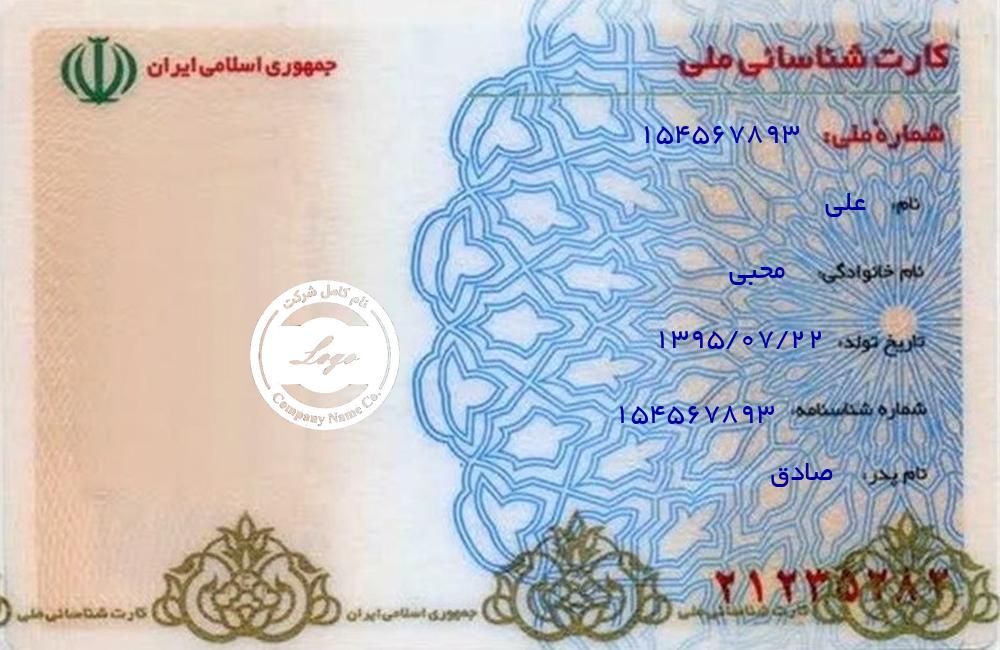 کارت شناسائی ملی
جمهوری اسلامی ایران
شمارهٔ ملی: ۱۵۴۵۶۷۸۹۳
نام: علی
نام خانوادگی: محبی
تاریخ تولد: ۱۳۹۵/۰۷/۲۲
شماره شناسنامه: ۱۵۴۵۶۷۸۹۳
نام پدر: صادق
نام کامل شرکت
Logo
Company Name Co.
۲۱۲۳۵۲۸۳
کارت شناسائی ملی
جمهوری اسلامی ایران
کارت شناسائی ملی